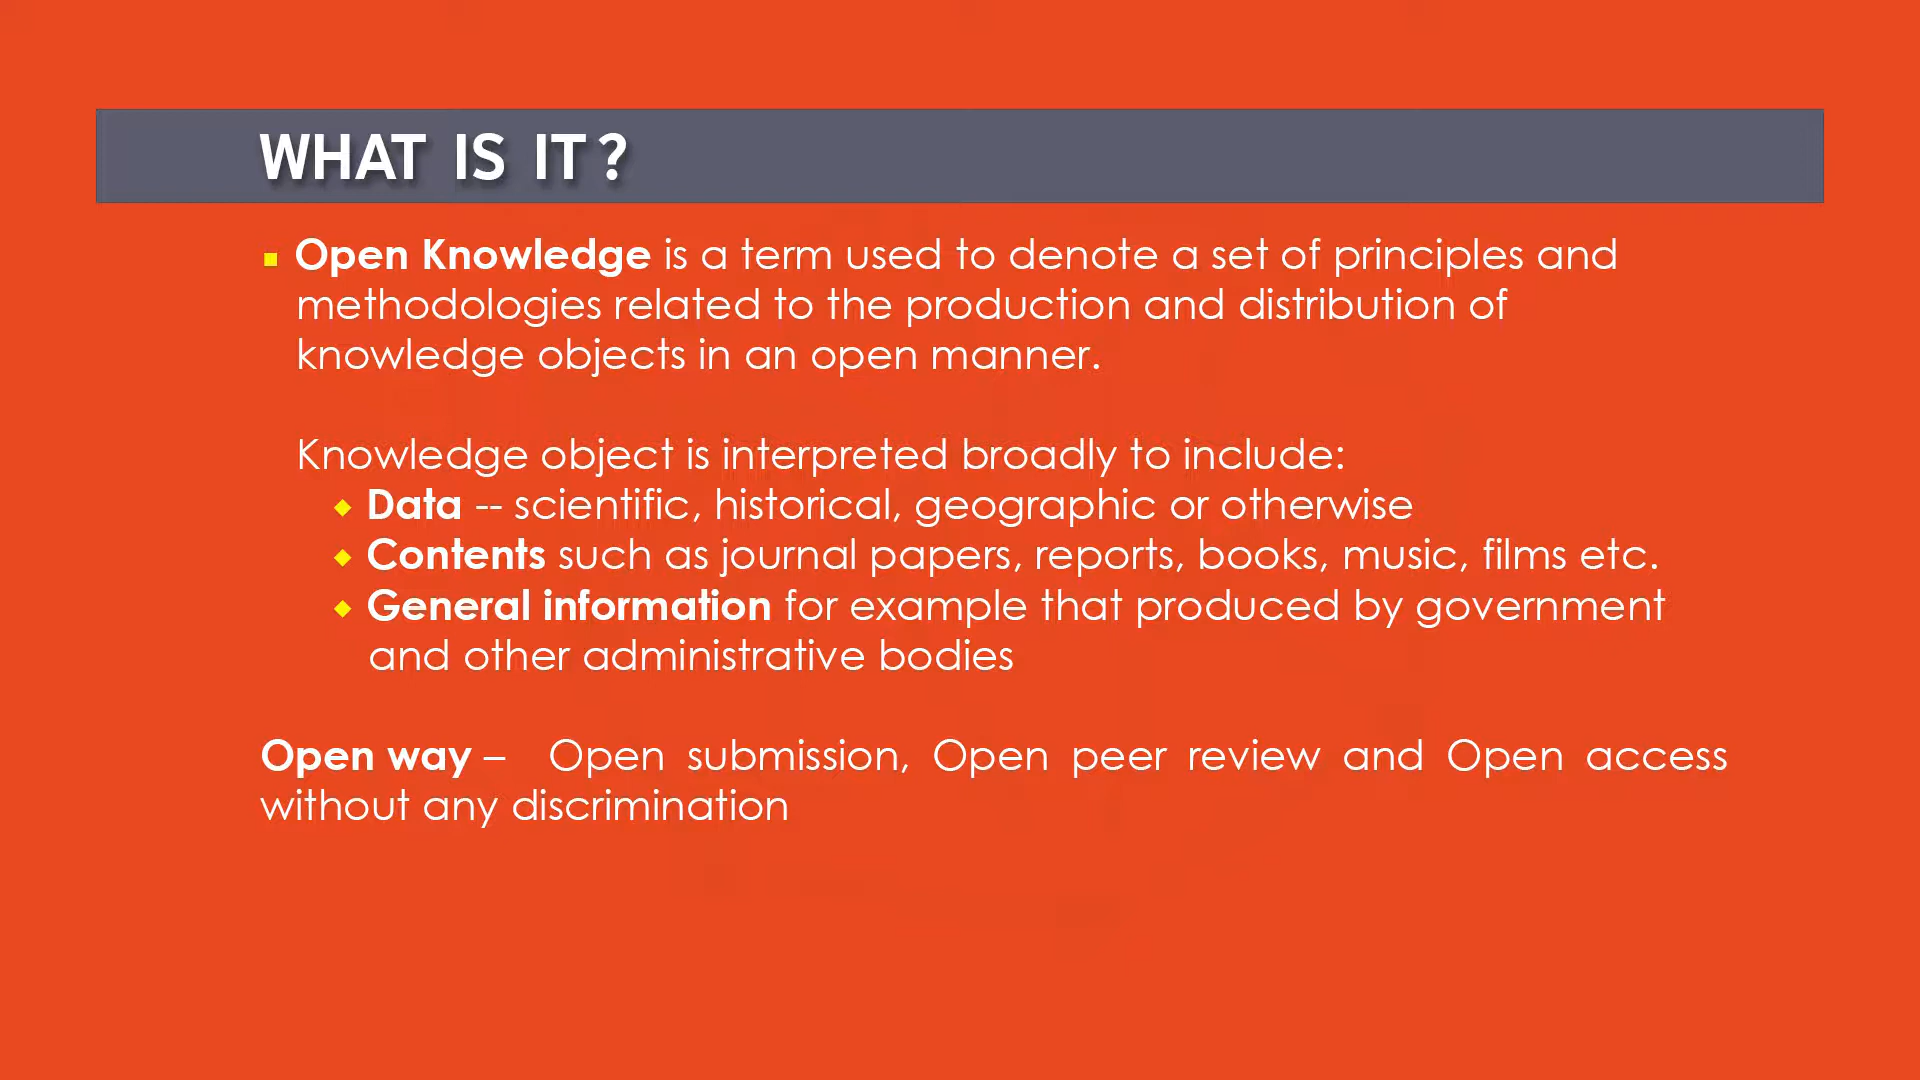 WHAT IS IT?
Open Knowledge is a term used to denote a set of principles and
methodologies related to the production and distribution of
knowledge objects in an open manner.
Knowledge object is interpreted broadly to include:
Data -- scientific, historical, geographic or otherwise
Contents such as journal papers, reports, books, music, films etc.
General information for example that produced by government
and other administrative bodies
Open way – Open submission, Open peer review and Open access
without any discrimination